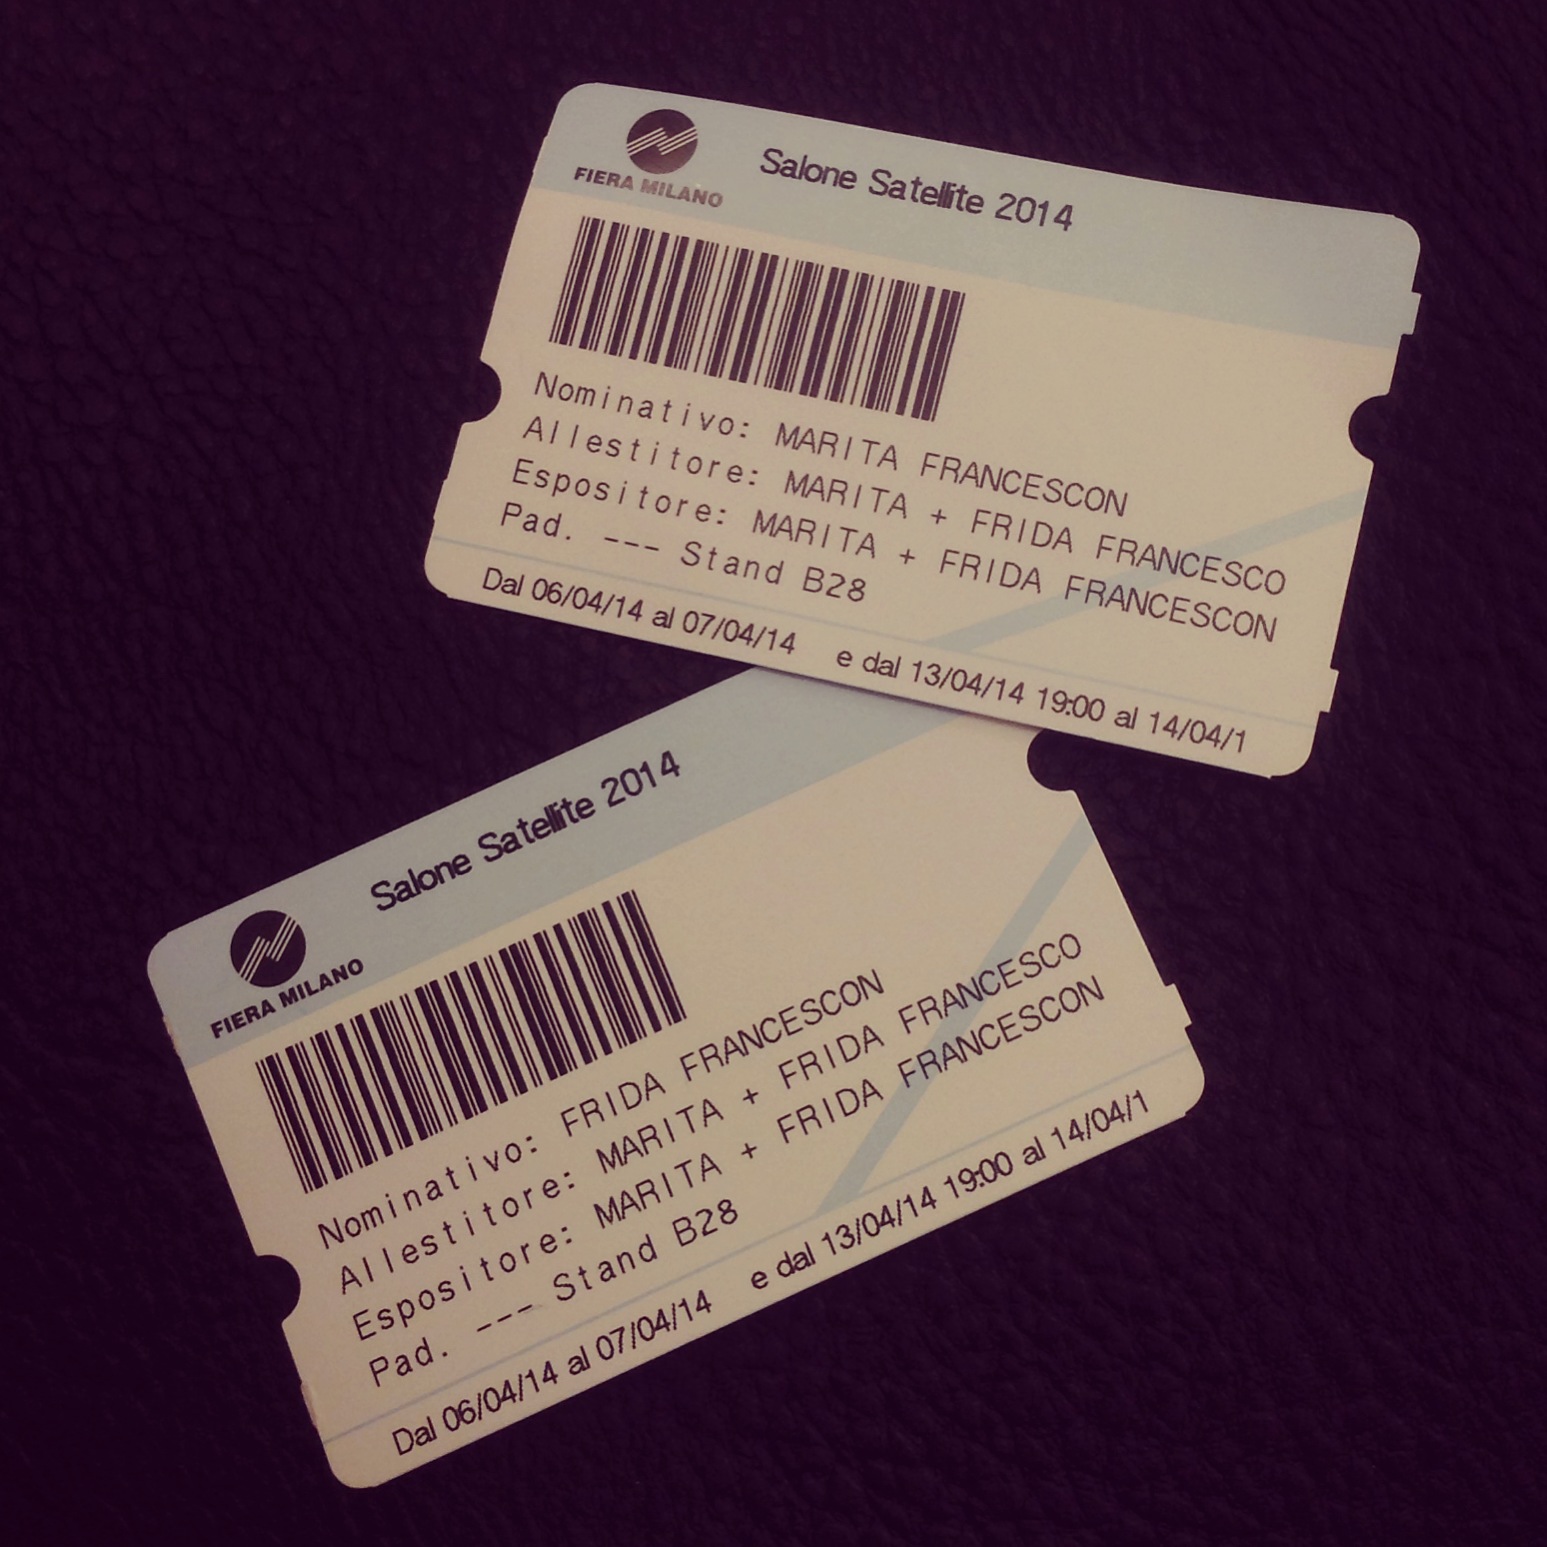 FIERA MILANO
Salone Satellite 2014
Nominativo: MARITA FRANCESCON
Allestitore: MARITA + FRIDA FRANCESCO
Espositore: MARITA + FRIDA FRANCESCON
Pad. --- Stand B28
Dal 06/04/14 al 07/04/14 e dal 13/04/14 19:00 al 14/04/1
FIERA MILANO
Salone Satellite 2014
Nominativo: FRIDA FRANCESCON
Allestitore: MARITA + FRIDA FRANCESCO
Espositore: MARITA + FRIDA FRANCESCON
Pad. --- Stand B28
Dal 06/04/14 al 07/04/14 e dal 13/04/14 19:00 al 14/04/1